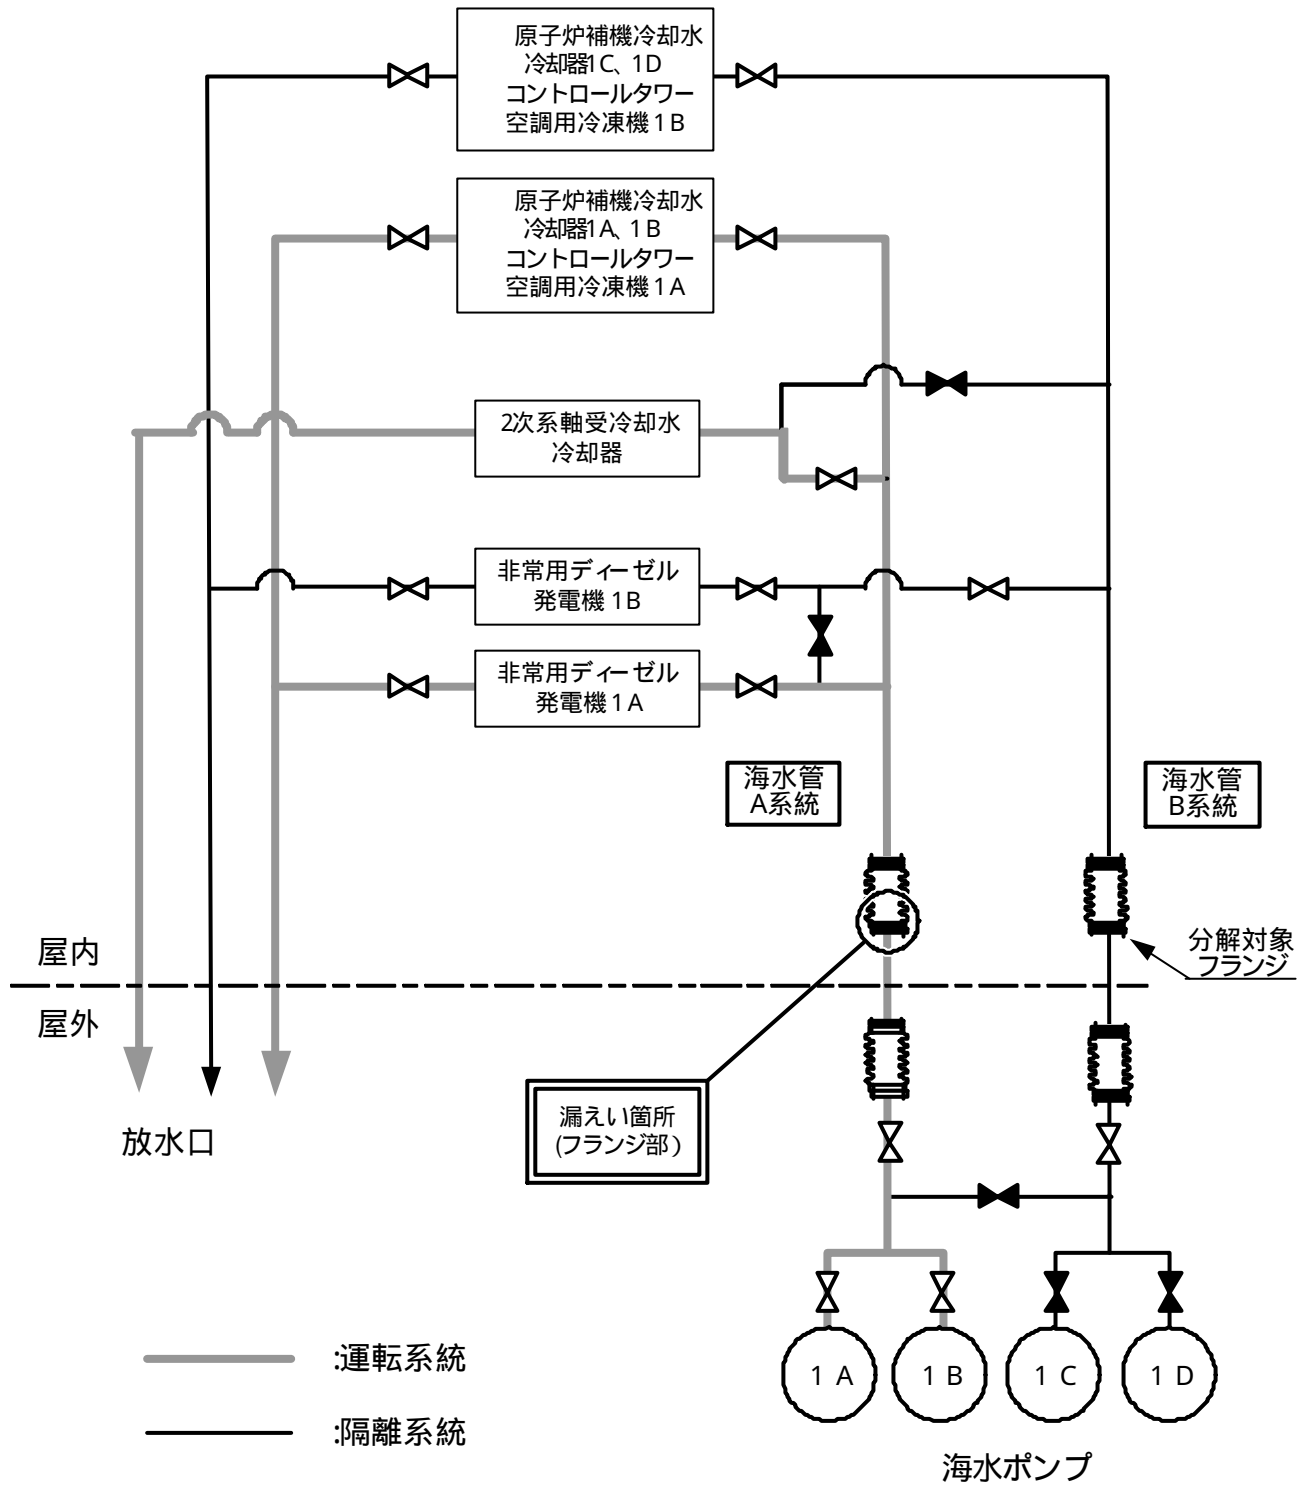 原子炉補機冷却水
冷却器1C、1D
コントロールタワー
空調用冷凍機1B
原子炉補機冷却水
冷却器1A、1B
コントロールタワー
空調用冷凍機1A
2次系軸受冷却水
冷却器
非常用ディーゼル
発電機1B
非常用ディーゼル
発電機1A
海水管
A系統
海水管
B系統
屋内
分解対象
フランジ
屋外
漏えい箇所
(フランジ部)
放水口
:運転系統
:隔離系統
1A
1B
1C
1D
海水ポンプ